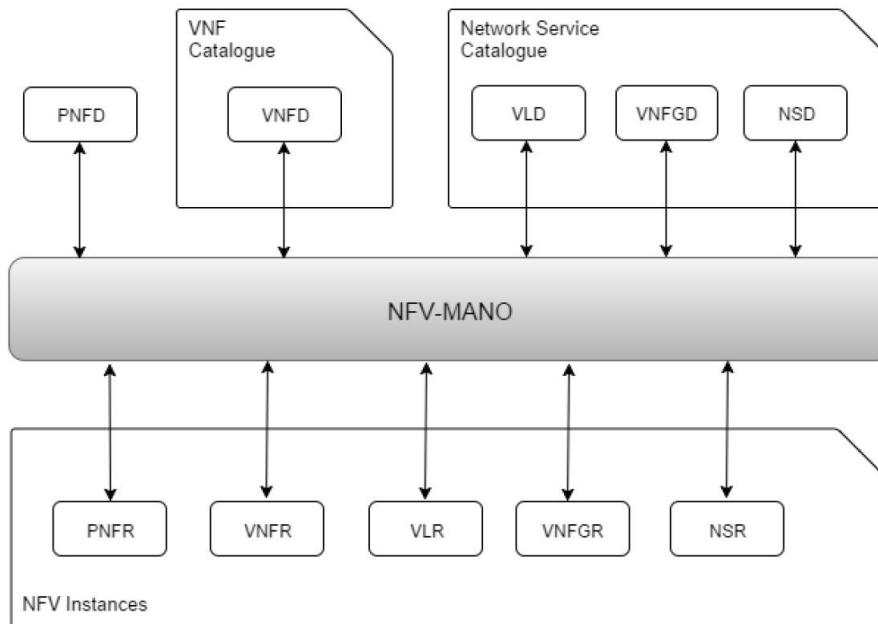 VNF
Catalogue
Network Service
Catalogue
PNFD
VNFD
VLD
VNFGD
NSD
NFV-MANO
PNFR
VNFR
VLR
VNFGR
NSR
NFV Instances